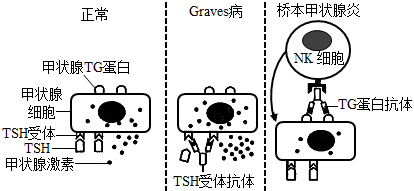 正常
Graves病
桥本甲状腺炎
甲状腺TG蛋白
甲状腺
细胞
TSH受体
TSH
甲状腺激素
TSH受体抗体
NK 细胞
TG蛋白抗体